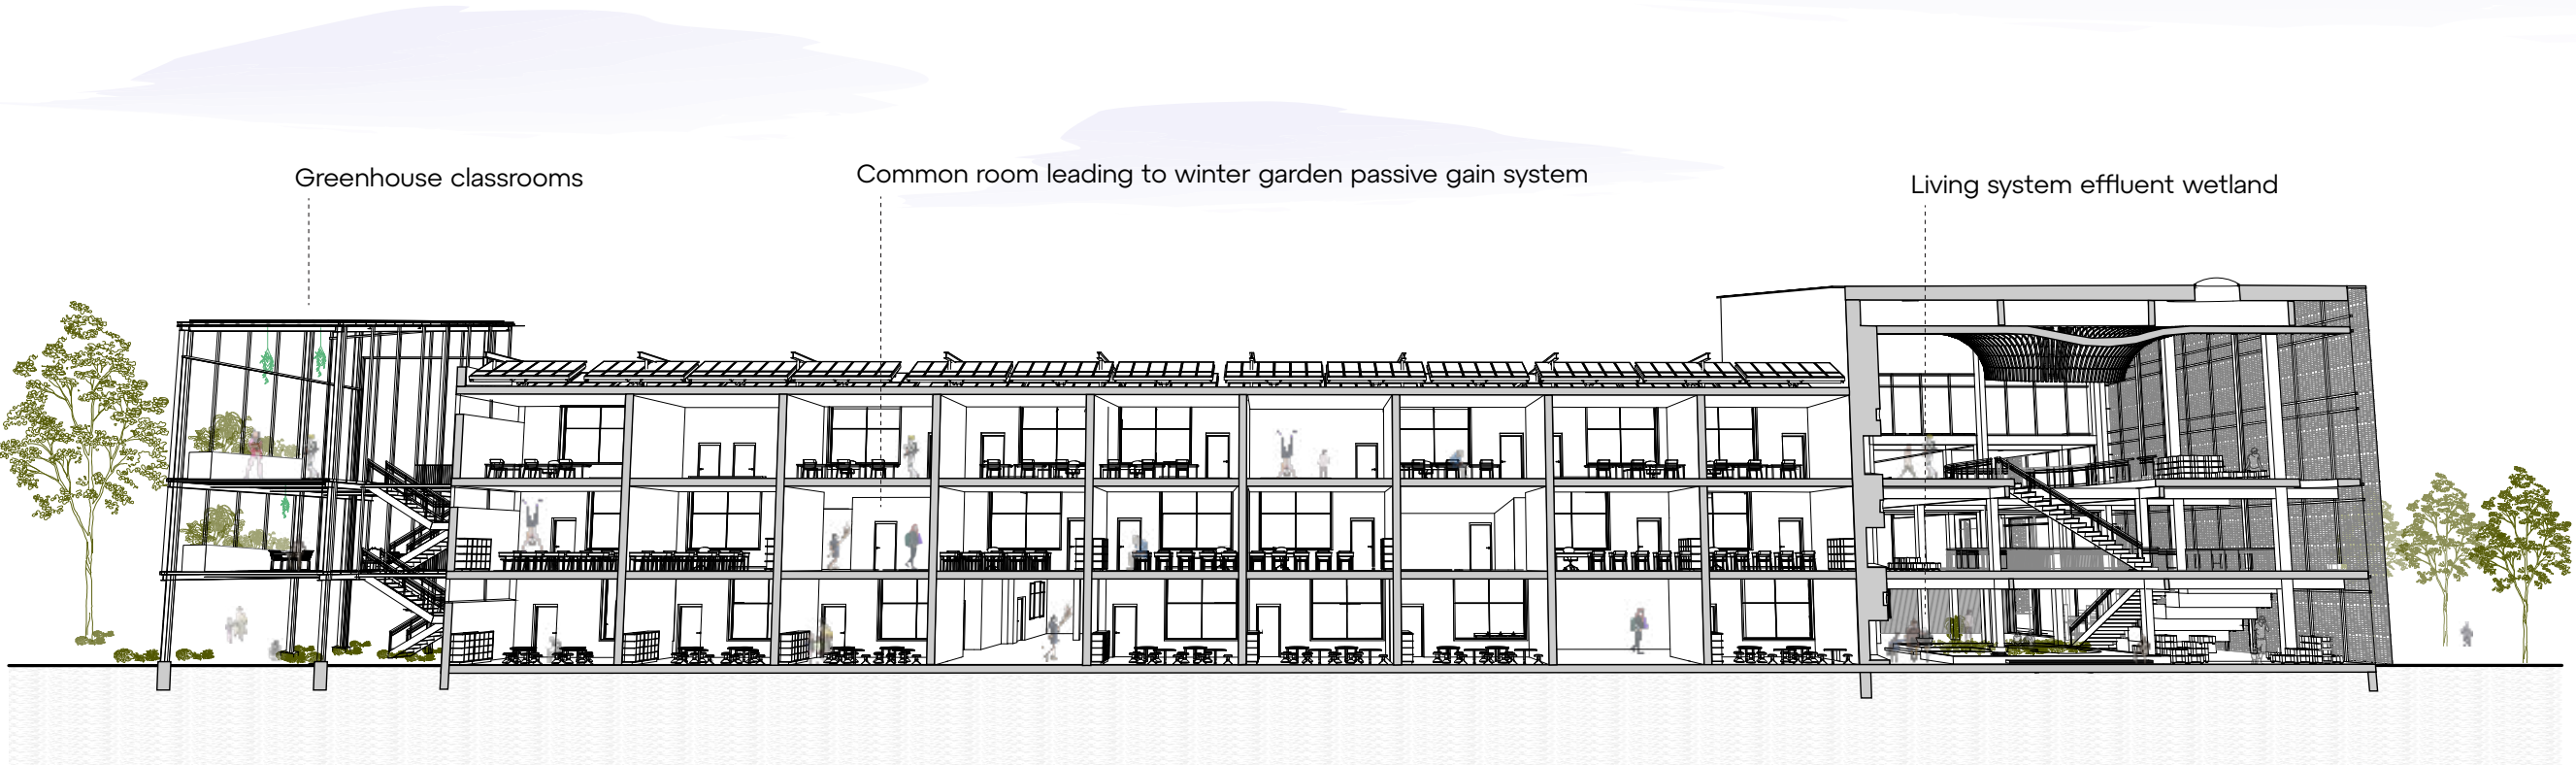 Greenhouse classrooms
Common room leading to winter garden passive gain system
Living system effluent wetland